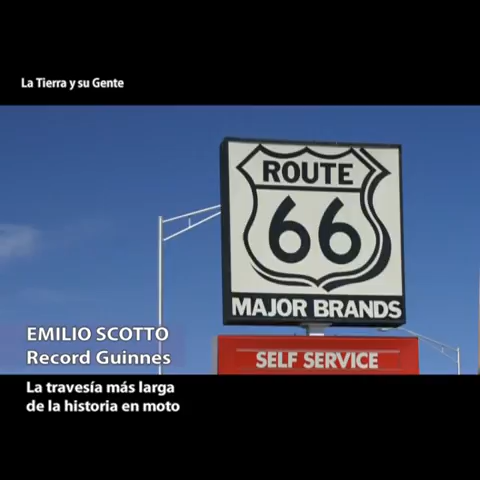 La Tierra y su Gente
ROUTE
66
MAJOR BRANDS
SELF SERVICE
EMILIO SCOTTO
Record Guinnes
La travesía más larga
de la historia en moto